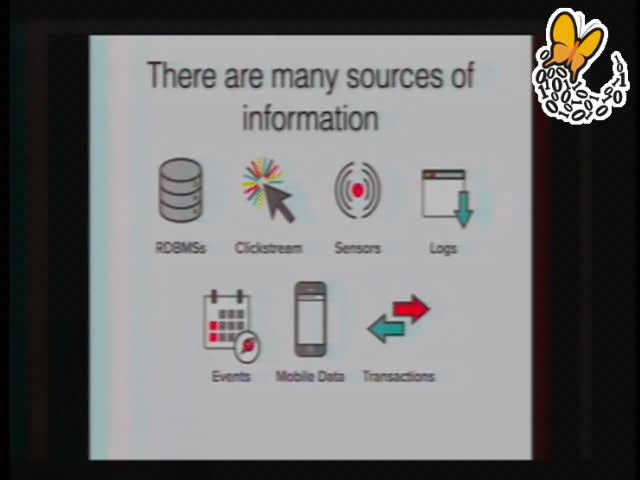 There are many sources of
information
RDBMSs Clickstream Sensors Logs
Events Mobile Data Transactions